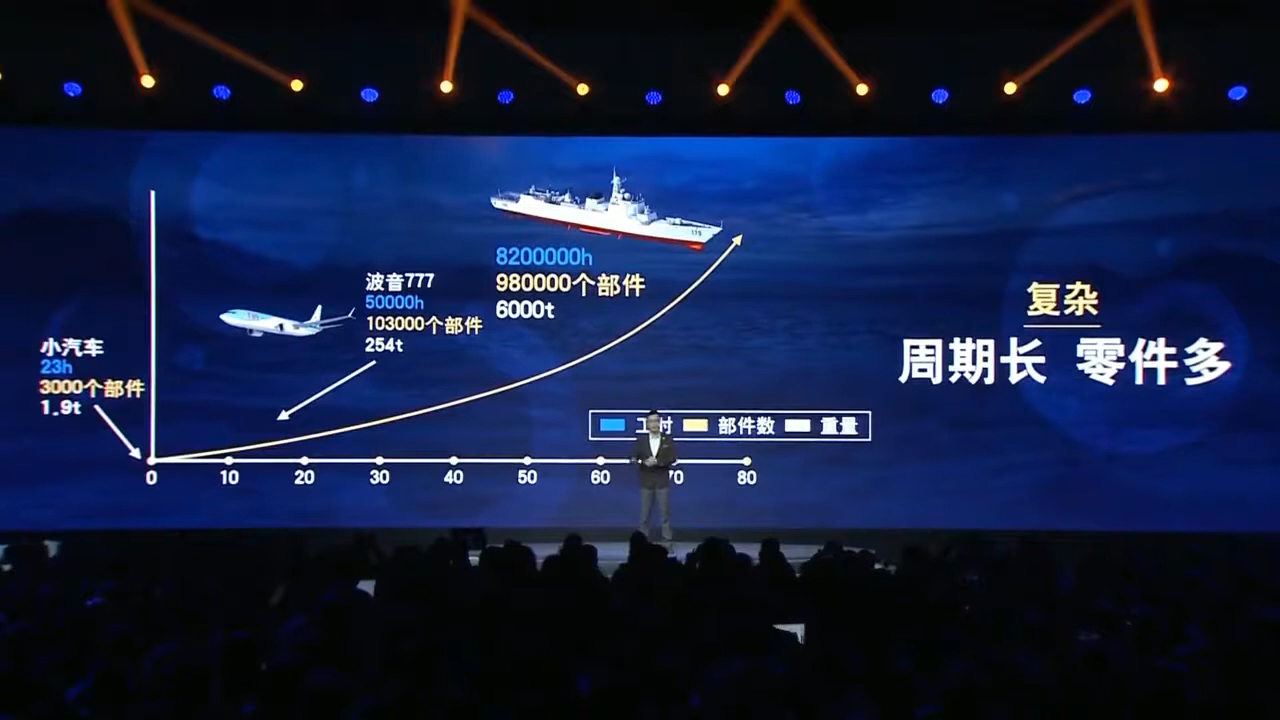 小汽车
23h
3000个部件
1.9t
波音777
50000h
103000个部件
254t
8200000h
980000个部件
6000t
复杂
周期长 零件多
部件数 重量
0 10 20 30 40 50 60 70 80